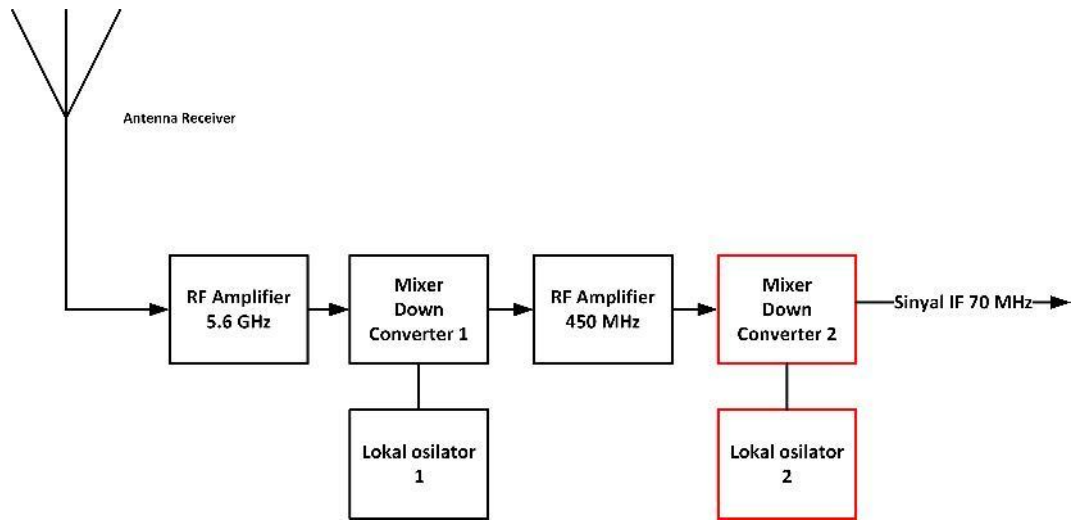 Antenna Receiver
RF Amplifier
5.6 GHz
Mixer
Down
Converter 1
RF Amplifier
450 MHz
Mixer
Down
Converter 2
Sinyal IF 70 MHz
Lokal osilator
1
Lokal osilator
2